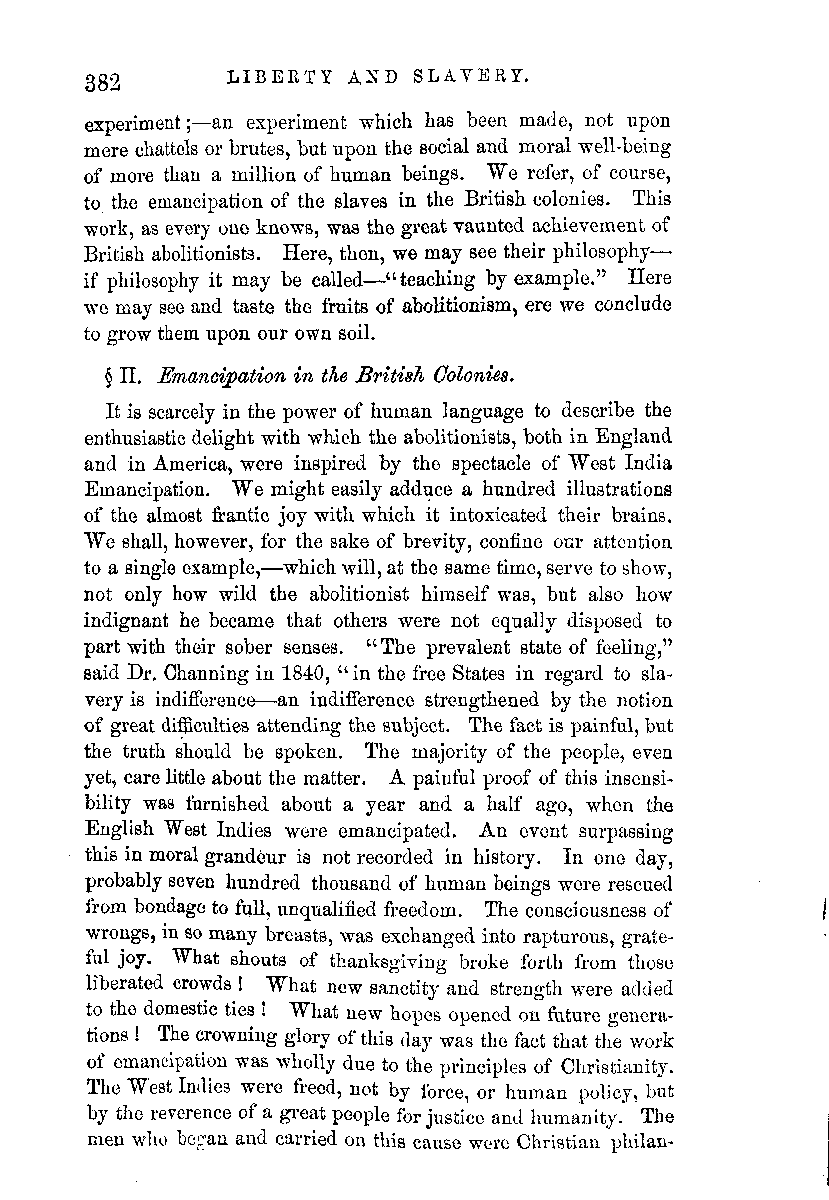 382 LIBERTY AND SLAVERY.
experiment;—an experiment which has been made, not upon
mere chattels or brutes, but upon the social and moral well-being
of more than a million of human beings. We refer, of course,
to the emancipation of the slaves in the British colonies. This
work, as every one knows, was the great vaunted achievement of
British abolitionists. Here, then, we may see their philosophy—
if philosophy it may be called—“teaching by example.” Here
we may see and taste the fruits of abolitionism, ere we conclude
to grow them upon our own soil.
§ II. Emancipation in the British Colonies.
It is scarcely in the power of human language to describe the
enthusiastic delight with which the abolitionists, both in England
and in America, were inspired by the spectacle of West India
Emancipation. We might easily adduce a hundred illustrations
of the almost frantic joy with which it intoxicated their brains.
We shall, however, for the sake of brevity, confine our attention
to a single example,—which will, at the same time, serve to show,
not only how wild the abolitionist himself was, but also how
indignant he became that others were not equally disposed to
part with their sober senses. “The prevalent state of feeling,”
said Dr. Channing in 1840, “in the free States in regard to sla-
very is indifference—an indifference strengthened by the notion
of great difficulties attending the subject. The fact is painful, but
the truth should be spoken. The majority of the people, even
yet, care little about the matter. A painful proof of this insensi-
bility was furnished about a year and a half ago, when the
English West Indies were emancipated. An event surpassing
this in moral grandeur is not recorded in history. In one day,
probably seven hundred thousand of human beings were rescued
from bondage to full, unqualified freedom. The consciousness of
wrongs, in so many breasts, was exchanged into rapturous, grate-
ful joy. What shouts of thanksgiving broke forth from those
liberated crowds! What new sanctity and strength were added
to the domestic ties! What new hopes opened on future genera-
tions! The crowning glory of this day was the fact that the work
of emancipation was wholly due to the principles of Christianity.
The West Indies were freed, not by force, or human policy, but
by the reverence of a great people for justice and humanity. The
men who began and carried on this cause were Christian philan-